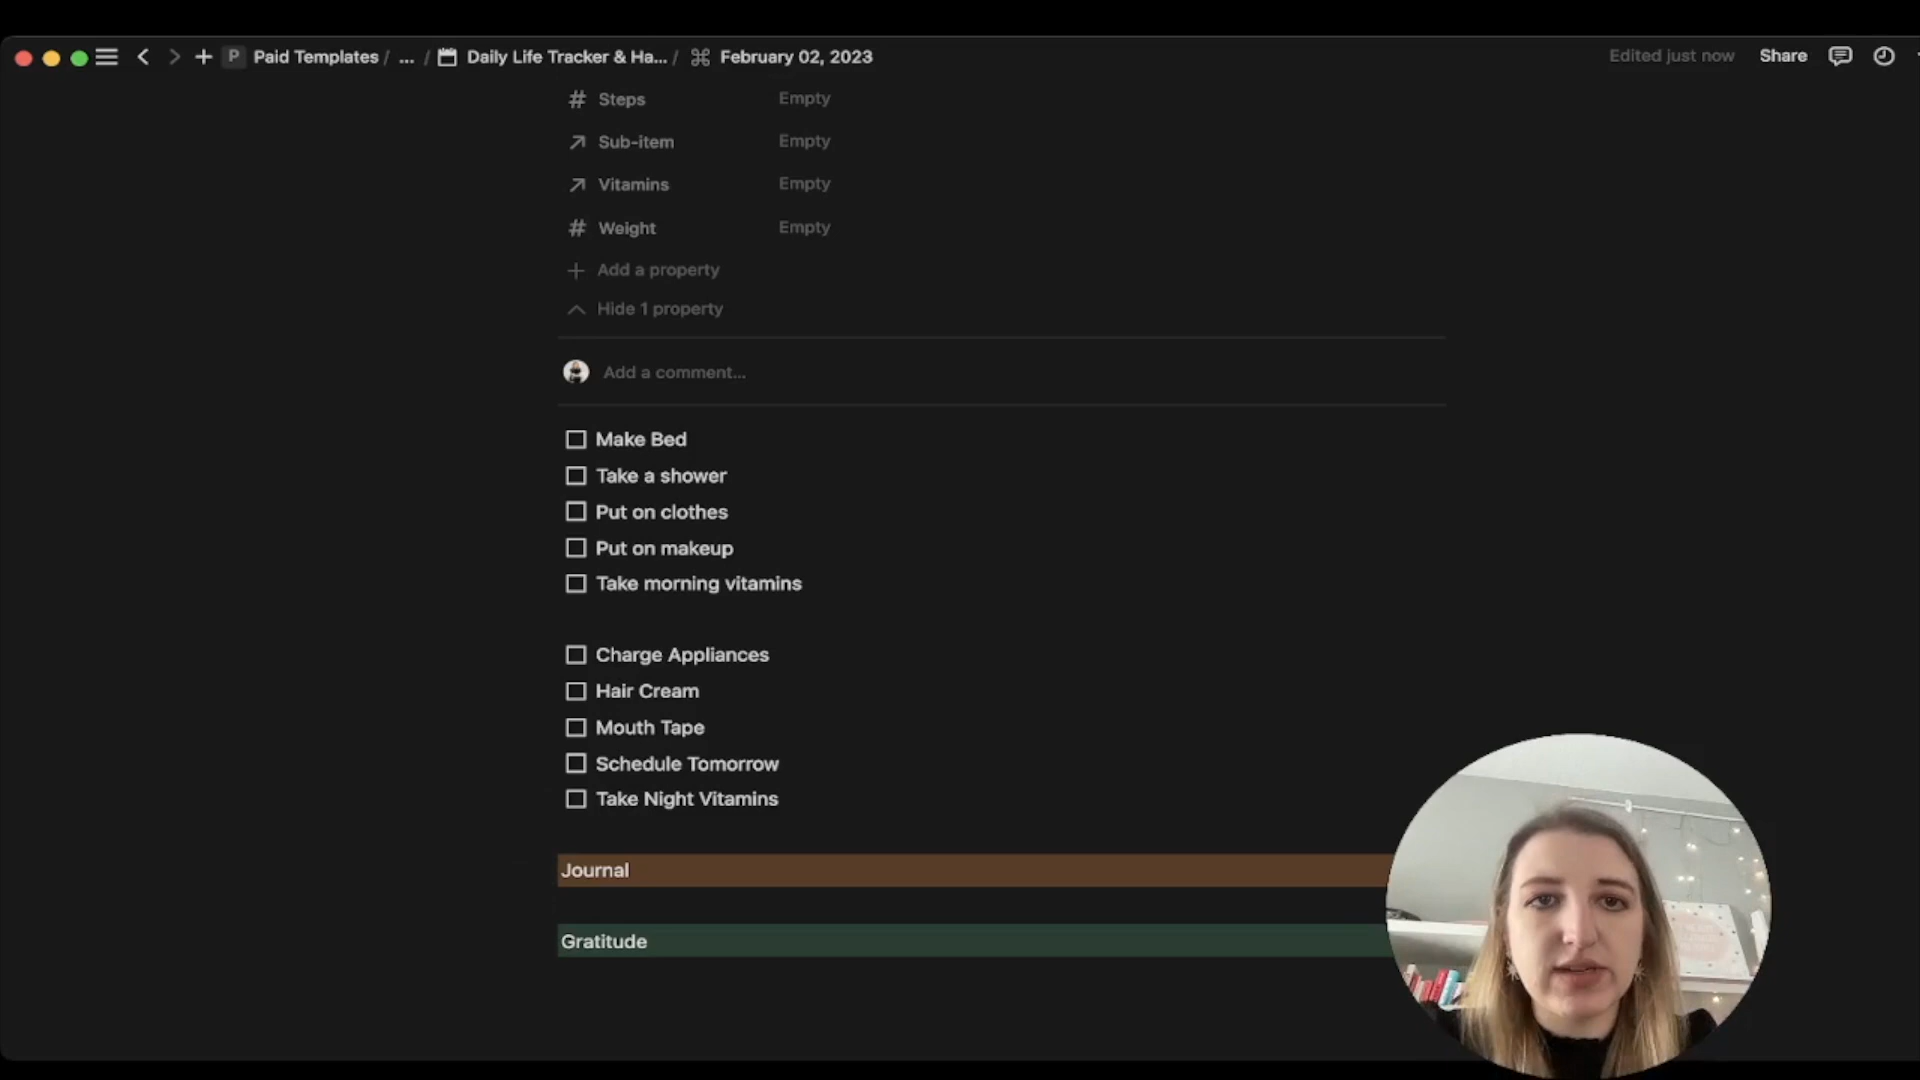 P Paid Templates / ... / Daily Life Tracker & Ha... / February 02, 2023
Edited just now Share
# Steps Empty
Sub-item Empty
Vitamins Empty
# Weight Empty
Add a property
Hide 1 property
Add a comment...
Make Bed
Take a shower
Put on clothes
Put on makeup
Take morning vitamins
Charge Appliances
Hair Cream
Mouth Tape
Schedule Tomorrow
Take Night Vitamins
Journal
Gratitude